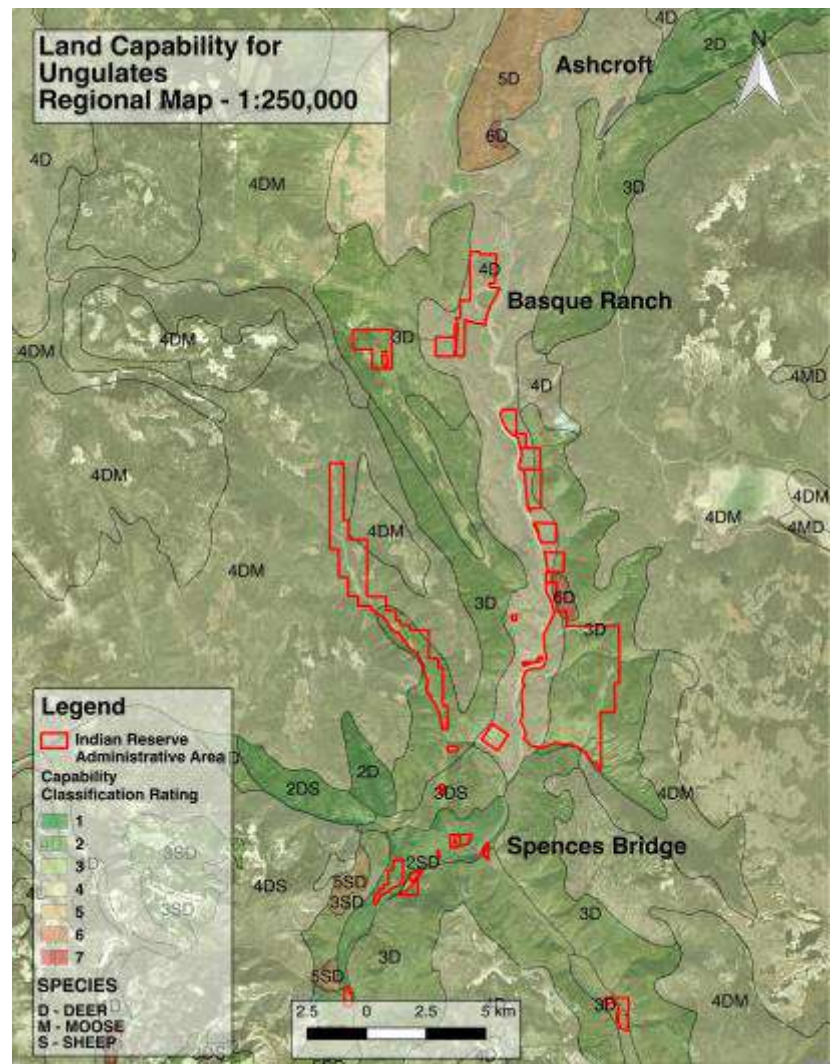 Land Capability for
Ungulates
Regional Map - 1:250,000
4D
2D
N
Ashcroft
5D
6D
4D
4DM
3D
4D
Basque Ranch
3D
4DM
4DM
4D
4MD
4DM
4DM
4DM
4DM
4MD
4DM
3D
6D
3D
2D
2DS
3DS
4DM
Spences Bridge
2SD
3SD
5SD
4DS
3SD
3SD
3D
3D
5SD
3D
4DM
Legend
Indian Reserve
Administrative Area
Capability
Classification Rating
1
2
3
4
5
6
7
SPECIES
D - DEER
M - MOOSE
S - SHEEP
2.5 0 2.5 5 km
5SD